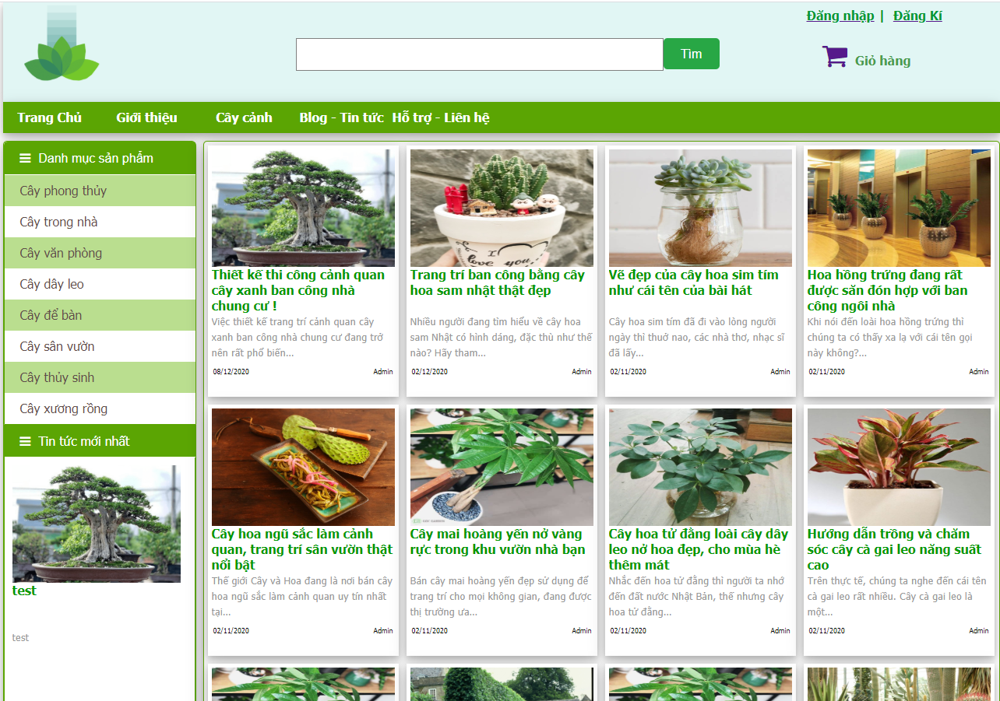 Đăng nhập | Đăng Kí
Tìm
Giỏ hàng
Trang Chủ Giới thiệu Cây cảnh Blog - Tin tức Hỗ trợ - Liên hệ
Danh mục sản phẩm
Cây phong thủy
Cây trong nhà
Cây văn phòng
Cây dây leo
Cây để bàn
Cây sân vườn
Cây thủy sinh
Cây xương rồng
Tin tức mới nhất
test
test
I
love you
Thiết kế thi công cảnh quan
cây xanh ban công nhà
chung cư !
Việc thiết kế trang trí cảnh quan cây
xanh ban công nhà chung cư đang trở
nên rất phổ biến...
08/12/2020 Admin
Trang trí ban công bằng cây
hoa sam nhật thật đẹp
Nhiều người đang tìm hiểu về cây hoa
sam Nhật có hình dáng, đặc thù như thế
nào? Hãy tham...
02/12/2020 Admin
Vẻ đẹp của cây hoa sim tím
như cái tên của bài hát
Cây hoa sim tím đã đi vào lòng người
ngày thì thuở nao, các nhà thơ, nhạc sĩ
đã lấy...
02/11/2020 Admin
Hoa hồng trứng đang rất
được săn đón hợp với ban
công ngôi nhà
Khi nói đến loài hoa hồng trứng thì
chúng ta có thấy xa lạ với cái tên gọi
này không?...
02/11/2020 Admin
Cây hoa ngũ sắc làm cảnh
quan, trang trí sân vườn thật
nổi bật
Thế giới Cây và Hoa đang là nơi bán cây
hoa ngũ sắc làm cảnh quan uy tín nhất
tại...
02/11/2020 Admin
Cây mai hoàng yến nở vàng
rực trong khu vườn nhà bạn
Bán cây mai hoàng yến đẹp sử dụng để
trang trí cho mọi không gian, đang được
thị trường ưa...
02/11/2020 Admin
Cây hoa tử đằng loài cây dây
leo nở hoa đẹp, cho mùa hè
thêm mát
Nhắc đến hoa tử đằng thì người ta nhớ
đến đất nước Nhật Bản, thế nhưng cây
hoa tử đằng...
02/11/2020 Admin
Hướng dẫn trồng và chăm
sóc cây cà gai leo năng suất
cao
Trên thực tế, chúng ta nghe đến cái tên
cà gai leo rất nhiều. Cây cà gai leo là
một...
02/11/2020 Admin